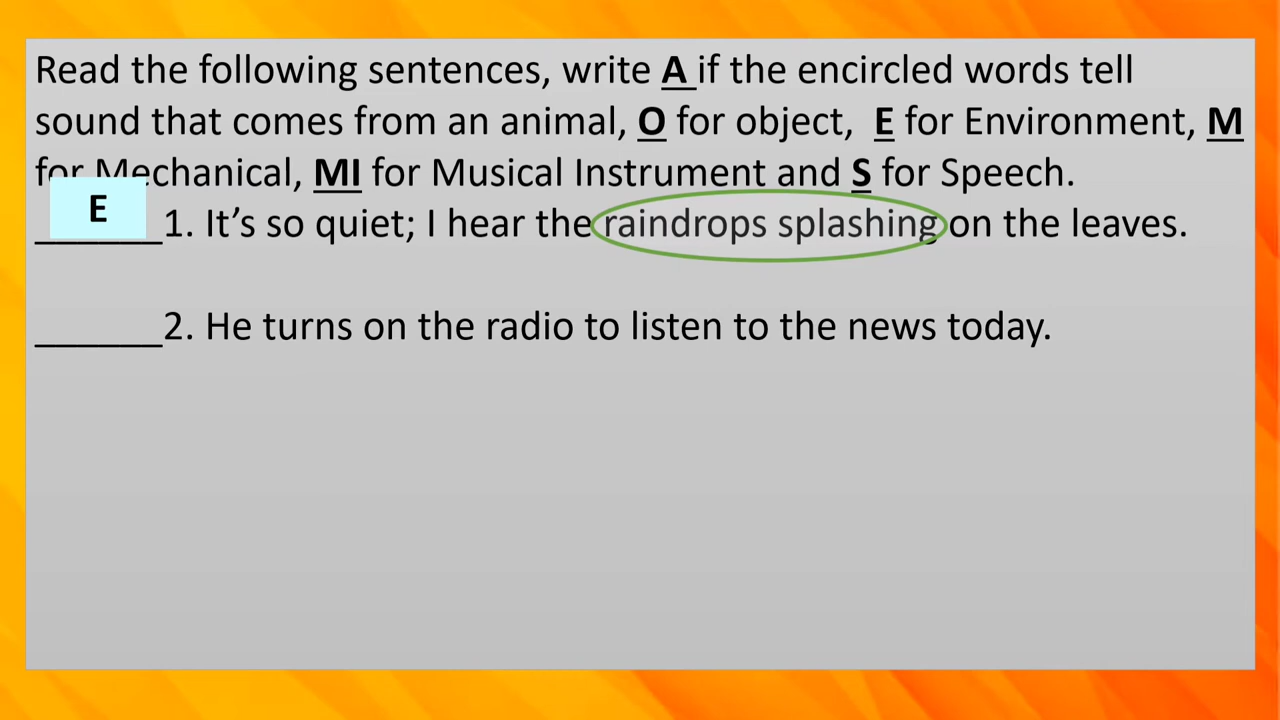 Read the following sentences, write A if the encircled words tell
sound that comes from an animal, O for object, E for Environment, M
for Mechanical, MI for Musical Instrument and S for Speech.
E
______1. It’s so quiet; I hear the raindrops splashing on the leaves.
______2. He turns on the radio to listen to the news today.